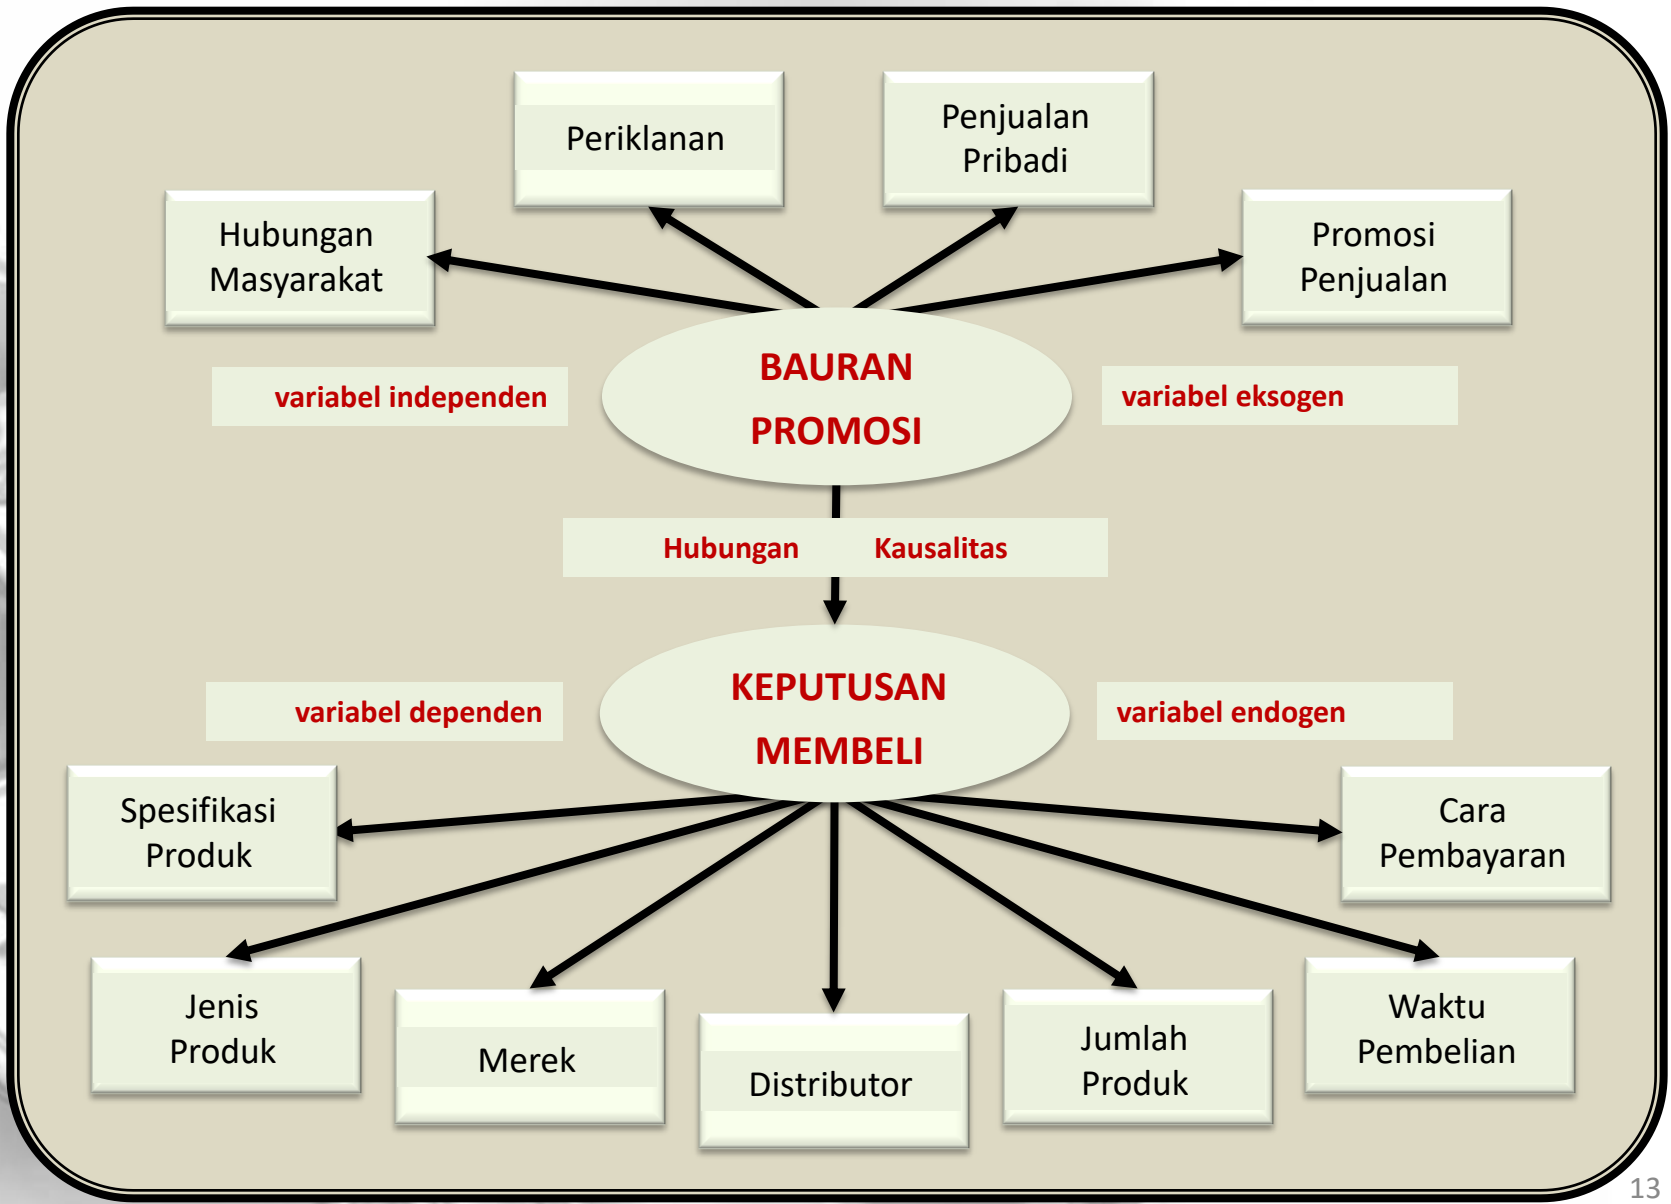 Periklanan
Penjualan
Pribadi
Hubungan
Masyarakat
Promosi
Penjualan
BAURAN
PROMOSI
variabel independen
variabel eksogen
Hubungan Kausalitas
KEPUTUSAN
MEMBELI
variabel dependen
variabel endogen
Spesifikasi
Produk
Cara
Pembayaran
Jenis
Produk
Merek
Distributor
Jumlah
Produk
Waktu
Pembelian
13